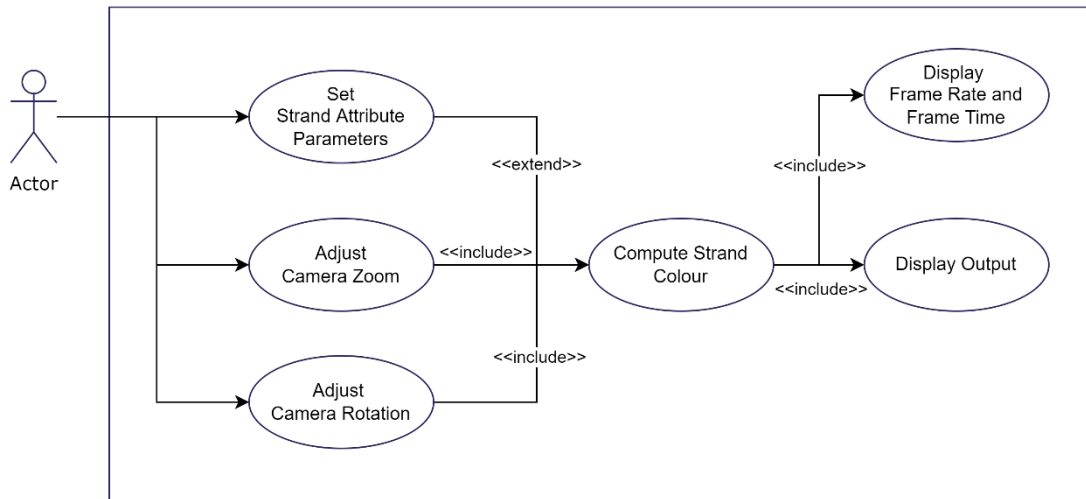 Actor
Set
Strand Attribute
Parameters
<<extend>>
Adjust
Camera Zoom
<<include>>
Adjust
Camera Rotation
<<include>>
Compute Strand
Colour
<<include>>
Display
Frame Rate and
Frame Time
<<include>>
Display Output